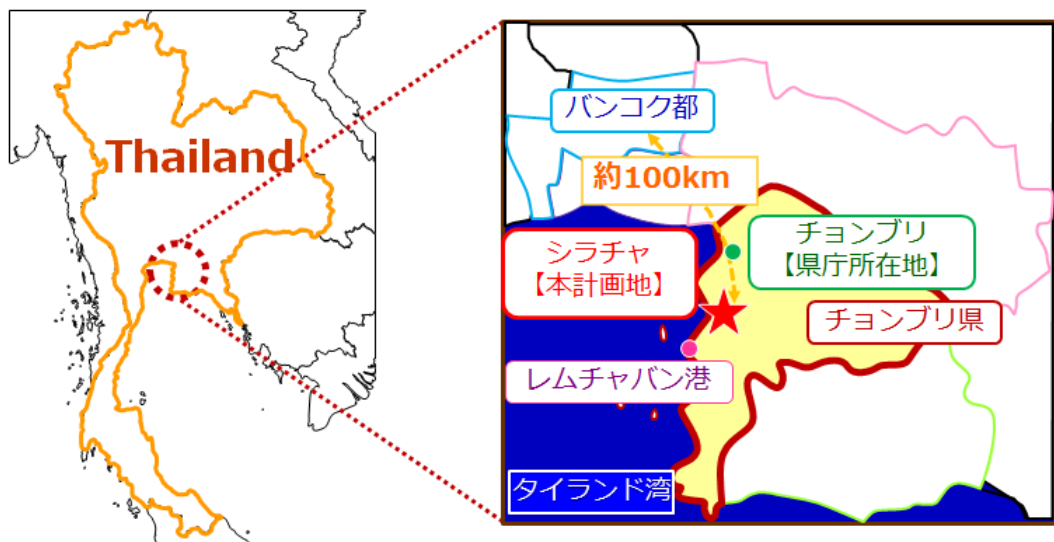 Thailand
バンコク都
約100km
シラチャ
【本計画地】
チョンブリ
【県庁所在地】
チョンブリ県
レムチャバン港
タイランド湾